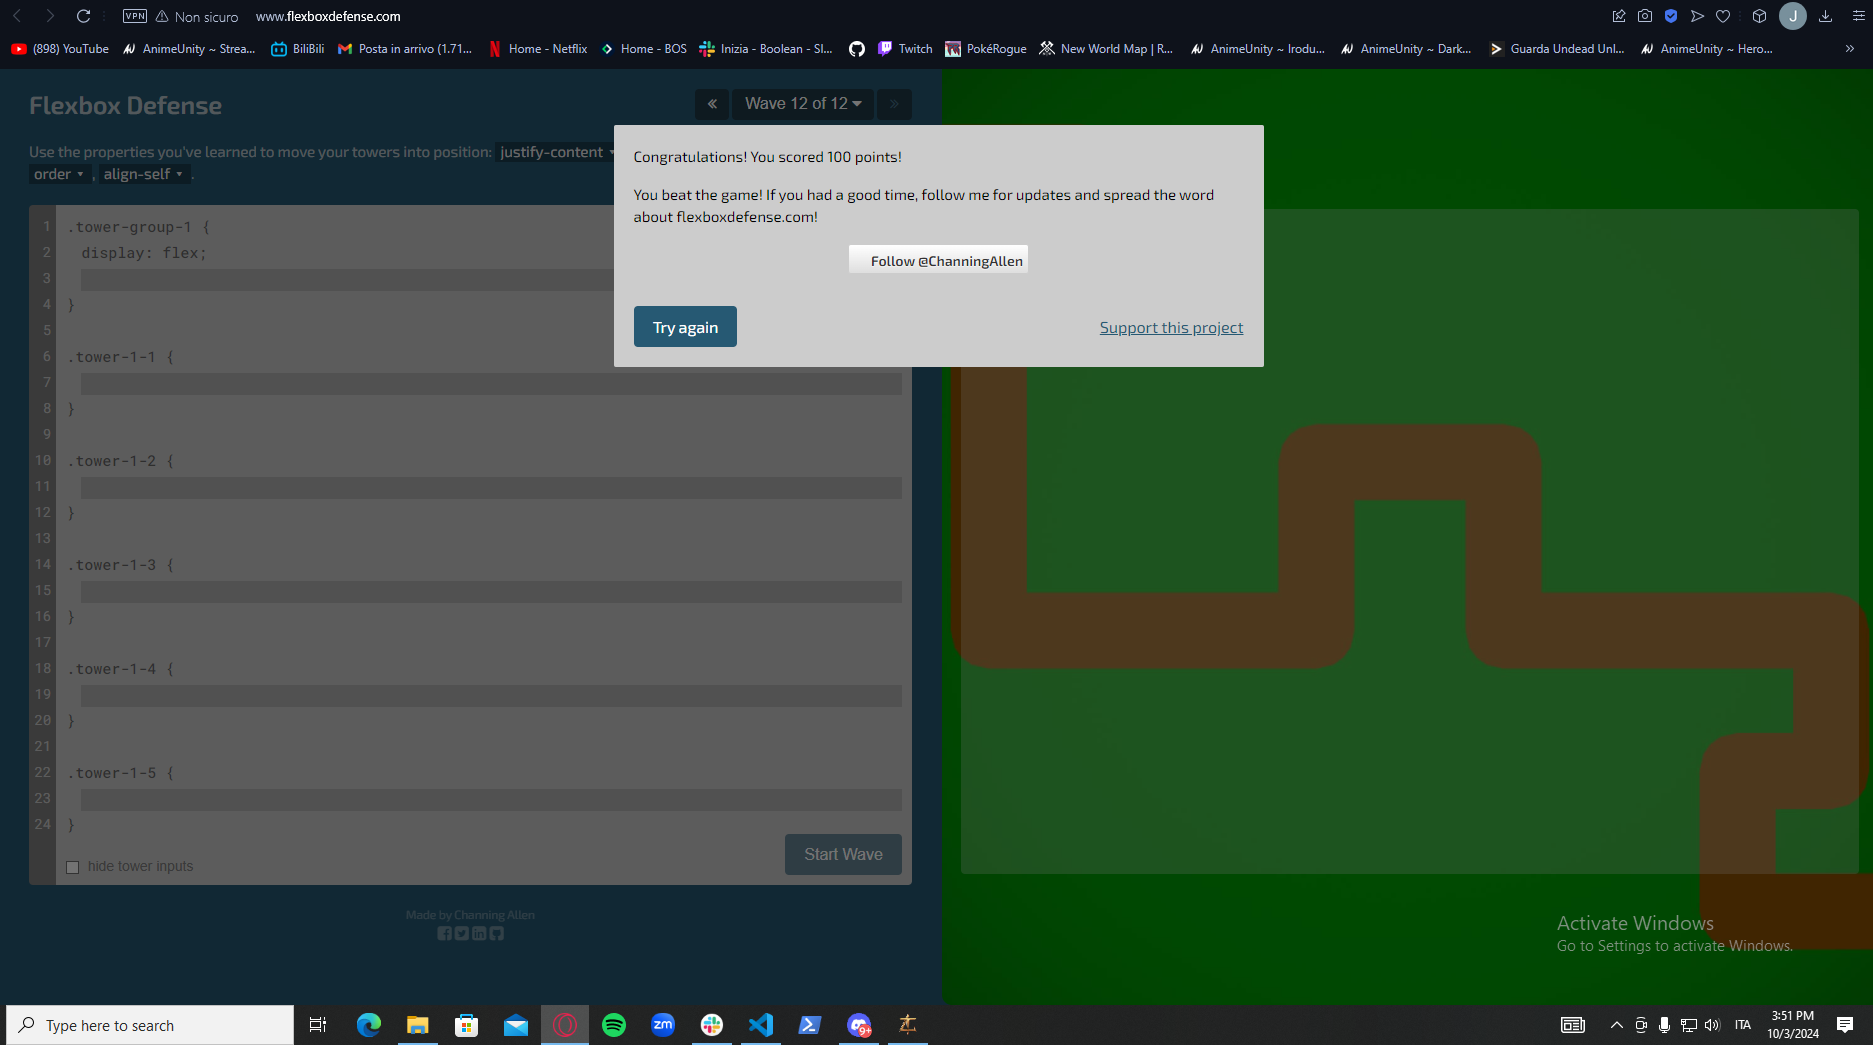 VPN Non sicuro www.flexboxdefense.com J
(898) YouTube AnimeUnity ~ Strea... BiliBili Posta in arrivo (1.71... Home - Netflix Home - BOS Inizia - Boolean - Sl... Twitch PokéRogue New World Map | R... AnimeUnity ~ Irodu... AnimeUnity ~ Dark... Guarda Undead Unl... AnimeUnity ~ Hero... »
Flexbox Defense
« Wave 12 of 12 »
Use the properties you've learned to move your towers into position: justify-content
order , align-self .
Congratulations! You scored 100 points!
You beat the game! If you had a good time, follow me for updates and spread the word
about flexboxdefense.com!
Follow @ChanningAllen
Try again
Support this project
1 .tower-group-1 {
2 display: flex;
3
4 }
5
6 .tower-1-1 {
7
8 }
9
10 .tower-1-2 {
11
12 }
13
14 .tower-1-3 {
15
16 }
17
18 .tower-1-4 {
19
20 }
21
22 .tower-1-5 {
23
24 }
hide tower inputs
Start Wave
Made by Channing Allen
Activate Windows
Go to Settings to activate Windows.
Type here to search
zm
9+
ITA
3:51 PM
10/3/2024